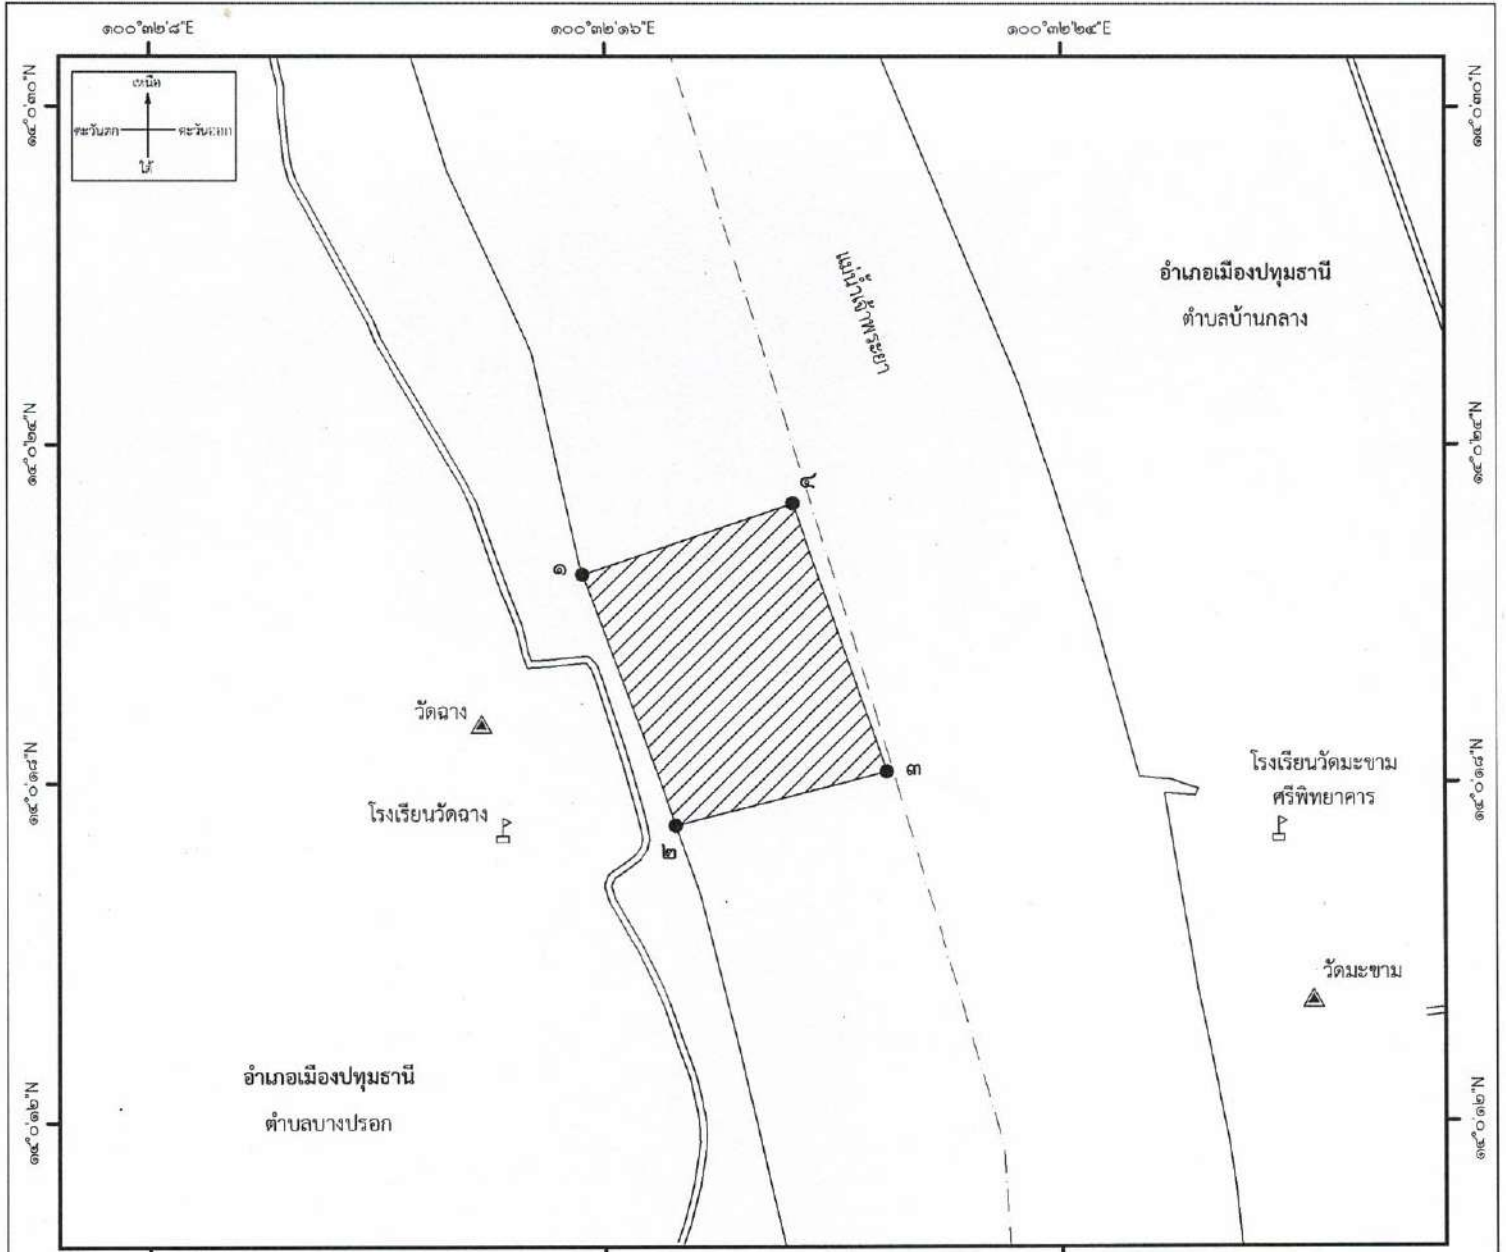 ๑๐๐°๓๒'๘"E
๑๐๐°๓๒'๑๖"E
๑๐๐°๓๒'๒๔"E
๑๔°๐'๓๐"N
๑๔°๐'๓๐"N
เหนือ
ตะวันตก
ตะวันออก
ใต้
แม่น้ำเจ้าพระยา
อำเภอเมืองปทุมธานี
ตำบลบ้านกลาง
๑๔°๐'๒๔"N
๑๔°๐'๒๔"N
๔
๑
วัดฉาง
๓
โรงเรียนวัดมะขาม
ศรีพิทยาคาร
๑๔°๐'๑๘"N
๑๔°๐'๑๘"N
โรงเรียนวัดฉาง
๒
วัดมะขาม
อำเภอเมืองปทุมธานี
ตำบลบางปรอก
๑๔°๐'๑๒"N
๑๔°๐'๑๒"N